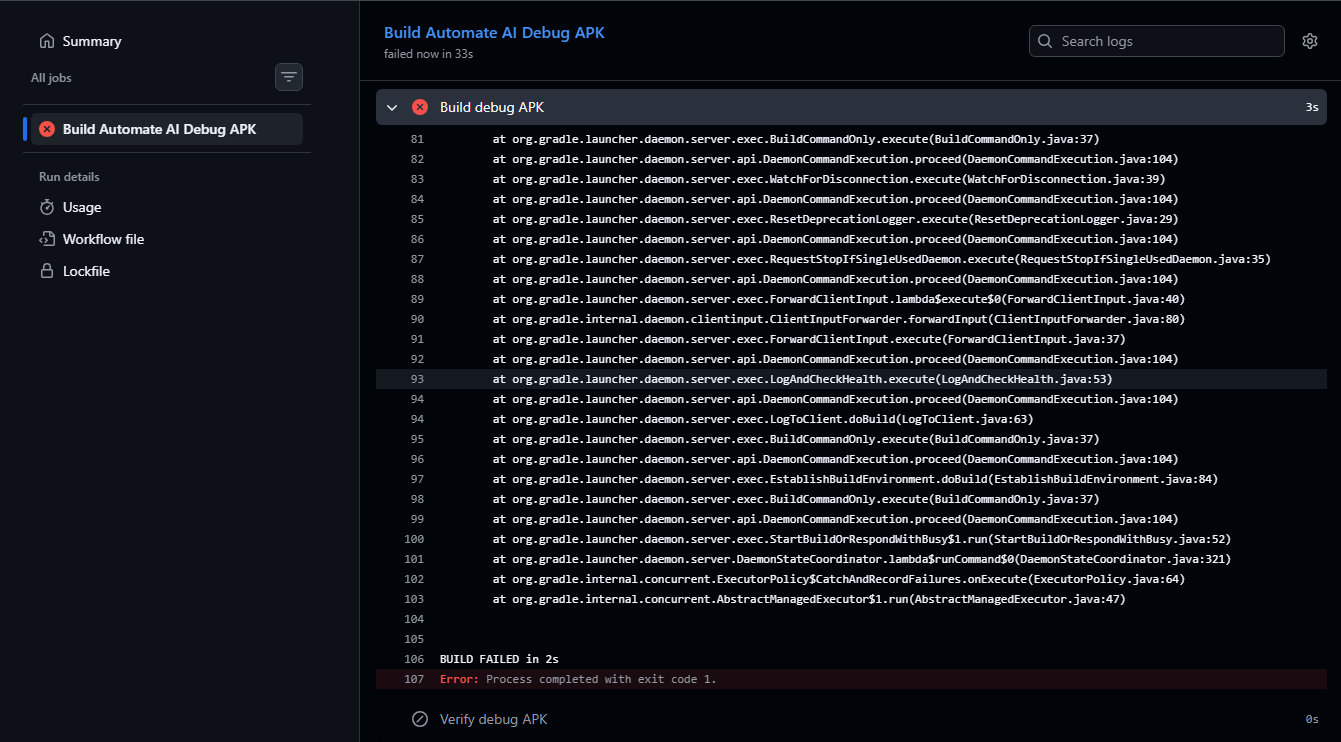 Summary
All jobs
Build Automate AI Debug APK
Run details
Usage
Workflow file
Lockfile
Build Automate AI Debug APK
failed now in 33s
Search logs
Build debug APK 3s
81 at org.gradle.launcher.daemon.server.exec.BuildCommandOnly.execute(BuildCommandOnly.java:37)
82 at org.gradle.launcher.daemon.server.api.DaemonCommandExecution.proceed(DaemonCommandExecution.java:104)
83 at org.gradle.launcher.daemon.server.exec.WatchForDisconnection.execute(WatchForDisconnection.java:39)
84 at org.gradle.launcher.daemon.server.api.DaemonCommandExecution.proceed(DaemonCommandExecution.java:104)
85 at org.gradle.launcher.daemon.server.exec.ResetDeprecationLogger.execute(ResetDeprecationLogger.java:29)
86 at org.gradle.launcher.daemon.server.api.DaemonCommandExecution.proceed(DaemonCommandExecution.java:104)
87 at org.gradle.launcher.daemon.server.exec.RequestStopIfSingleUsedDaemon.execute(RequestStopIfSingleUsedDaemon.java:35)
88 at org.gradle.launcher.daemon.server.api.DaemonCommandExecution.proceed(DaemonCommandExecution.java:104)
89 at org.gradle.launcher.daemon.server.exec.ForwardClientInput.lambda$execute$0(ForwardClientInput.java:40)
90 at org.gradle.internal.daemon.clientinput.ClientInputForwarder.forwardInput(ClientInputForwarder.java:80)
91 at org.gradle.launcher.daemon.server.exec.ForwardClientInput.execute(ForwardClientInput.java:37)
92 at org.gradle.launcher.daemon.server.api.DaemonCommandExecution.proceed(DaemonCommandExecution.java:104)
93 at org.gradle.launcher.daemon.server.exec.LogAndCheckHealth.execute(LogAndCheckHealth.java:53)
94 at org.gradle.launcher.daemon.server.api.DaemonCommandExecution.proceed(DaemonCommandExecution.java:104)
94 at org.gradle.launcher.daemon.server.exec.LogToClient.doBuild(LogToClient.java:63)
95 at org.gradle.launcher.daemon.server.exec.BuildCommandOnly.execute(BuildCommandOnly.java:37)
96 at org.gradle.launcher.daemon.server.api.DaemonCommandExecution.proceed(DaemonCommandExecution.java:104)
97 at org.gradle.launcher.daemon.server.exec.EstablishBuildEnvironment.doBuild(EstablishBuildEnvironment.java:84)
98 at org.gradle.launcher.daemon.server.exec.BuildCommandOnly.execute(BuildCommandOnly.java:37)
99 at org.gradle.launcher.daemon.server.api.DaemonCommandExecution.proceed(DaemonCommandExecution.java:104)
100 at org.gradle.launcher.daemon.server.exec.StartBuildOrRespondWithBusy$1.run(StartBuildOrRespondWithBusy.java:52)
101 at org.gradle.launcher.daemon.server.DaemonStateCoordinator.lambda$runCommand$0(DaemonStateCoordinator.java:321)
102 at org.gradle.internal.concurrent.ExecutorPolicy$CatchAndRecordFailures.onExecute(ExecutorPolicy.java:64)
103 at org.gradle.internal.concurrent.AbstractManagedExecutor$1.run(AbstractManagedExecutor.java:47)
104
105
106 BUILD FAILED in 2s
107 Error: Process completed with exit code 1.
Verify debug APK 0s